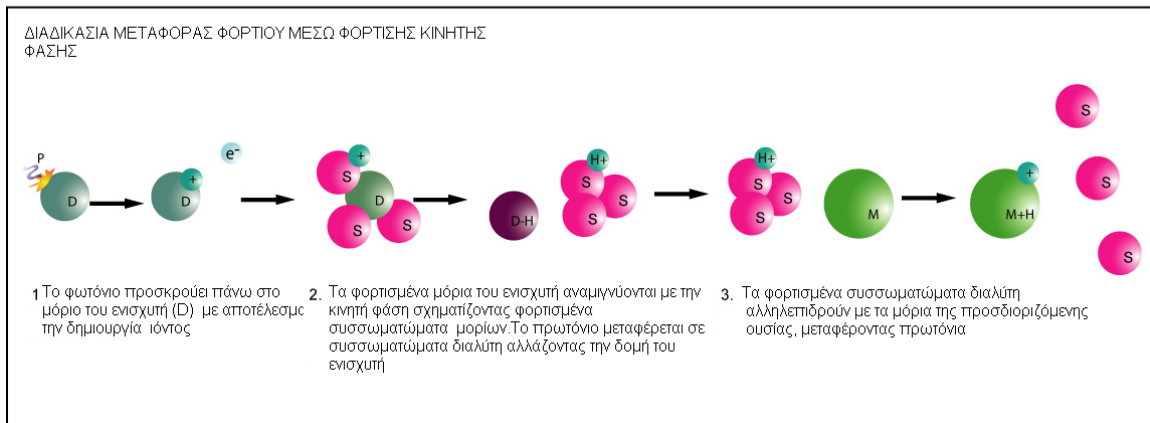 ΔΙΑΔΙΚΑΣΙΑ ΜΕΤΑΦΟΡΑΣ ΦΟΡΤΙΟΥ ΜΕΣΩ ΦΟΡΤΙΣΗΣ ΚΙΝΗΤΗΣ
ΦΑΣΗΣ
P
D
+
D
e-
+
S
D
S
S
D-H
H+
S
S
S
H+
S
S
S
M
+
M+H
S
S
S
1 Το φωτόνιο προσκρούει πάνω στο
μόριο του ενισχυτή (D) με αποτέλεσμα
την δημιουργία ιόντος
2. Τα φορτισμένα μόρια του ενισχυτή αναμιγνύονται με την
κινητή φάση σχηματίζοντας φορτισμένα
συσσωματώματα μορίων.Το πρωτόνιο μεταφέρεται σε
συσσωματώματα διαλύτη αλλάζοντας την δομή του
ενισχυτή
3. Τα φορτισμένα συσσωματώματα διαλύτη
αλληλεπιδρούν με τα μόρια της προσδιοριζόμενης
ουσίας, μεταφέροντας πρωτόνια